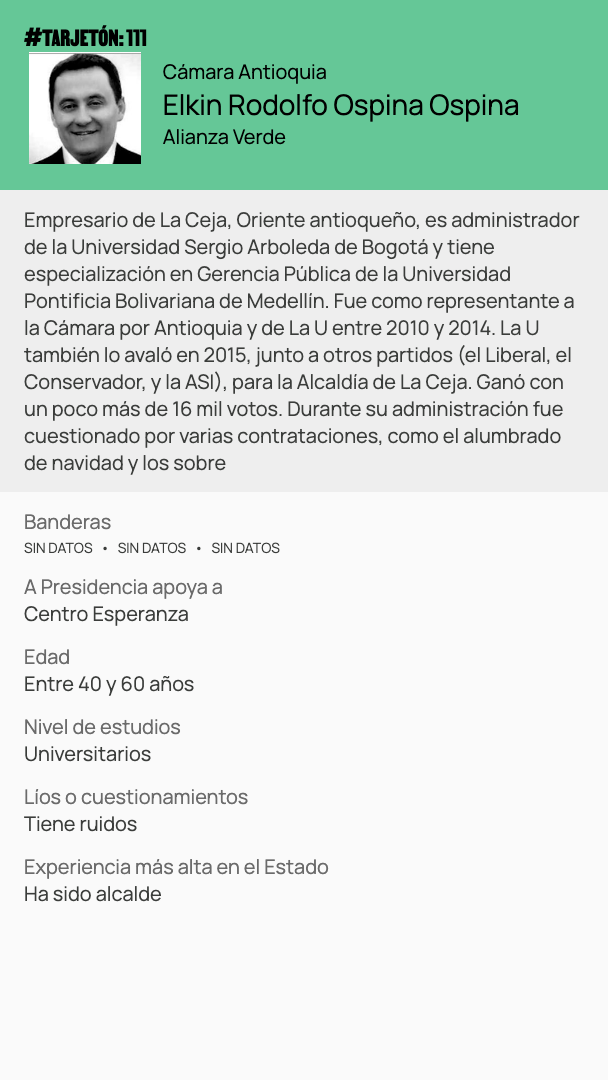 #TARJETÓN: 111
Cámara Antioquia
Elkin Rodolfo Ospina Ospina
Alianza Verde
Empresario de La Ceja, Oriente antioqueño, es administrador
de la Universidad Sergio Arboleda de Bogotá y tiene
especialización en Gerencia Pública de la Universidad
Pontificia Bolivariana de Medellín. Fue como representante a
la Cámara por Antioquia y de La U entre 2010 y 2014. La U
también lo avaló en 2015, junto a otros partidos (el Liberal, el
Conservador, y la ASI), para la Alcaldía de La Ceja. Ganó con
un poco más de 16 mil votos. Durante su administración fue
cuestionado por varias contrataciones, como el alumbrado
de navidad y los sobre
Banderas
SIN DATOS • SIN DATOS • SIN DATOS
A Presidencia apoya a
Centro Esperanza
Edad
Entre 40 y 60 años
Nivel de estudios
Universitarios
Líos o cuestionamientos
Tiene ruidos
Experiencia más alta en el Estado
Ha sido alcalde